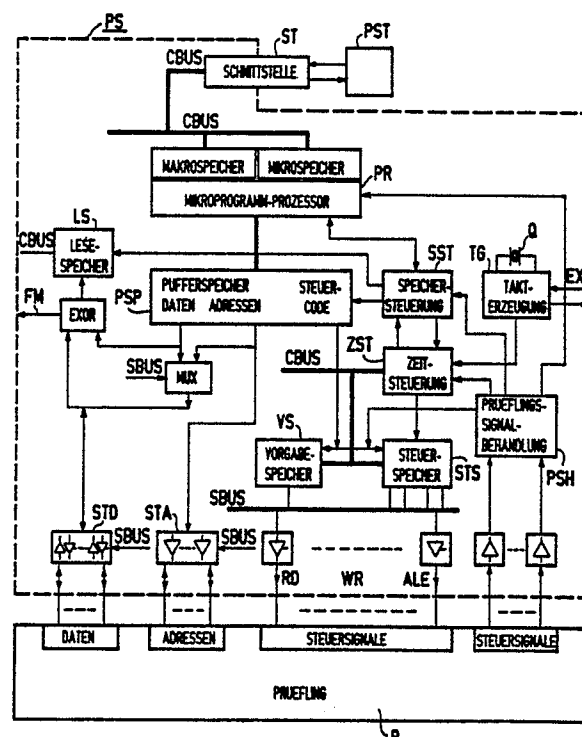 PS
ST
PST
CBUS
SCHNITTSTELLE
CBUS
MAKROSPEICHER
MIKROSPEICHER
PR
MIKROPROGRAMM-PROZESSOR
LS
CBUS
LESE-
SPEICHER
SST
TG
Q
FM
EXOR
PSP
PUFFERSPEICHER
DATEN ADRESSEN
STEUER-
CODE
SPEICHER-
STEUERUNG
TAKT-
ERZEUGUNG
EX
SBUS
MUX
CBUS
ZST
ZEIT-
STEUERUNG
VS
VORGABE-
SPEICHER
STEUER-
SPEICHER
STS
PRUEFLINGS-
SIGNAL-
BEHANDLUNG
PSH
SBUS
STD
SBUS
STA
SBUS
RD
WR
ALE
DATEN
ADRESSEN
STEUERSIGNALE
STEUERSIGNALE
PRUEFLING
P